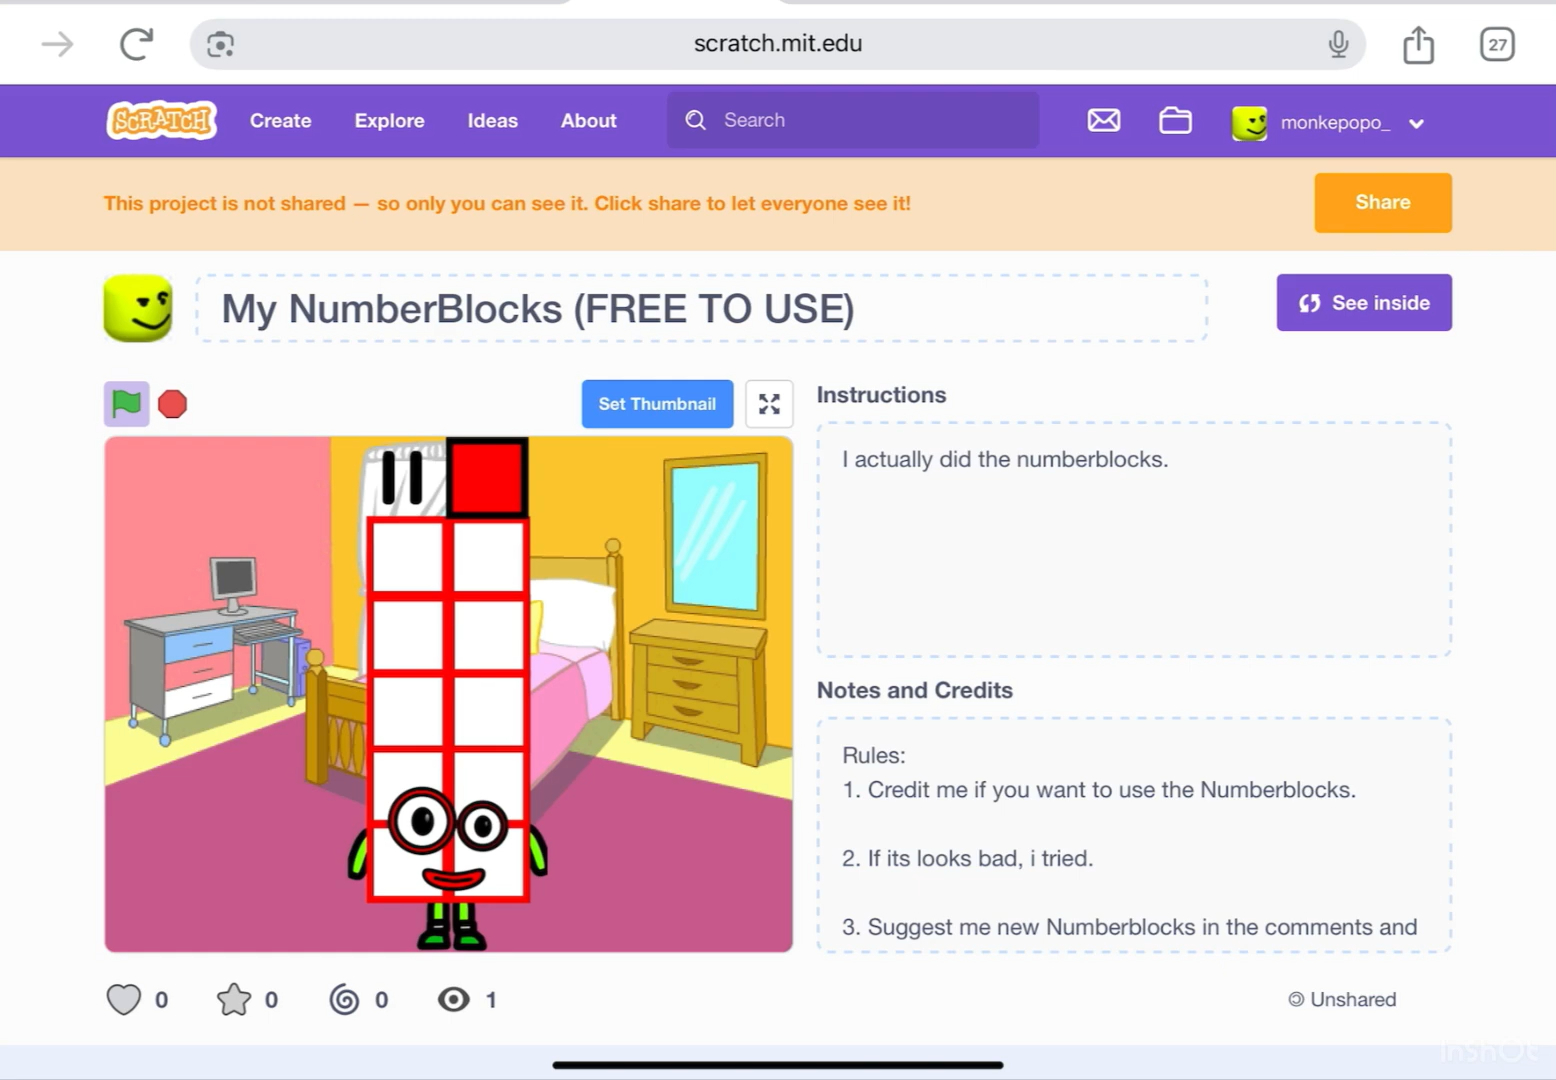 scratch.mit.edu
27
SCRATCH
Create
Explore
Ideas
About
Search
monkepopo_
This project is not shared — so only you can see it. Click share to let everyone see it!
Share
My NumberBlocks (FREE TO USE)
See inside
Set Thumbnail
Instructions
11
I actually did the numberblocks.
Notes and Credits
Rules:
1. Credit me if you want to use the Numberblocks.
2. If its looks bad, i tried.
3. Suggest me new Numberblocks in the comments and
0
0
0
1
Unshared
InShOt